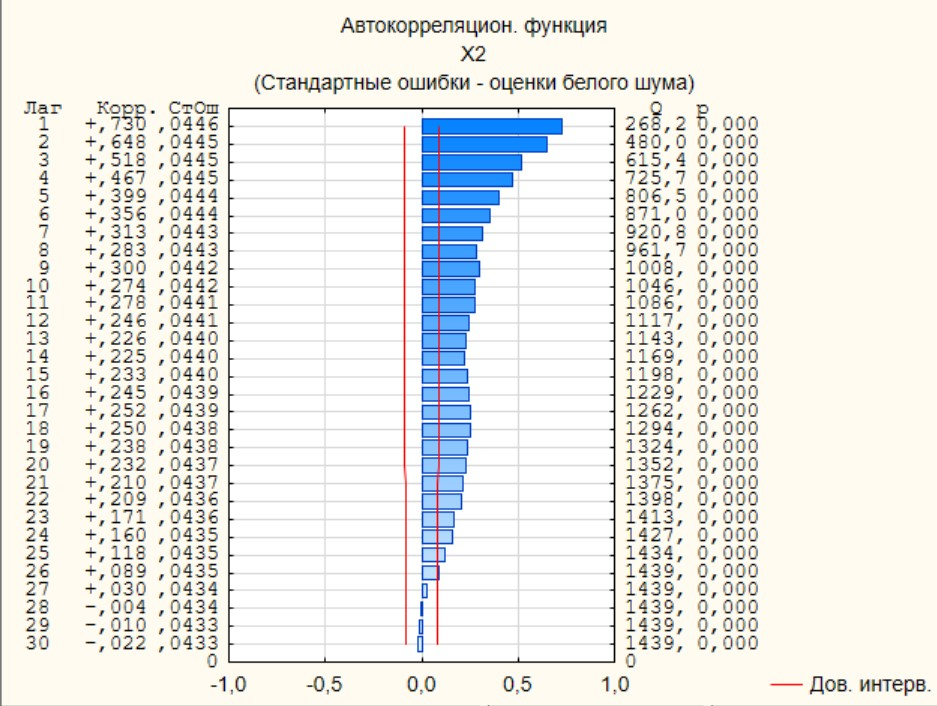 Автокорреляцион. функция
X2
(Стандартные ошибки - оценки белого шума)
Лаг Корр. СтОш Q p
1 +,730 ,0446 268,2 0,000
2 +,648 ,0445 480,0 0,000
3 +,518 ,0445 615,4 0,000
4 +,467 ,0445 725,7 0,000
5 +,399 ,0444 806,5 0,000
6 +,356 ,0444 871,0 0,000
7 +,313 ,0443 920,8 0,000
8 +,283 ,0443 961,7 0,000
9 +,300 ,0442 1008, 0,000
10 +,274 ,0442 1046, 0,000
11 +,278 ,0441 1086, 0,000
12 +,246 ,0441 1117, 0,000
13 +,226 ,0440 1143, 0,000
14 +,225 ,0440 1169, 0,000
15 +,233 ,0440 1198, 0,000
16 +,245 ,0439 1229, 0,000
17 +,252 ,0439 1262, 0,000
18 +,250 ,0438 1294, 0,000
19 +,238 ,0438 1324, 0,000
20 +,232 ,0437 1352, 0,000
21 +,210 ,0437 1375, 0,000
22 +,209 ,0436 1398, 0,000
23 +,171 ,0436 1413, 0,000
24 +,160 ,0435 1427, 0,000
25 +,118 ,0435 1434, 0,000
26 +,089 ,0435 1439, 0,000
27 +,030 ,0434 1439, 0,000
28 -,004 ,0434 1439, 0,000
29 -,010 ,0433 1439, 0,000
30 -,022 ,0433 1439, 0,000
0 0
-1,0 -0,5 0,0 0,5 1,0 Дов. интерв.